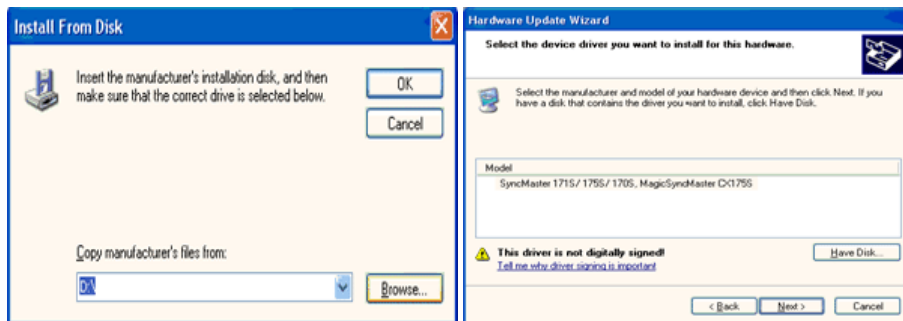 Install From Disk
Insert the manufacturer's installation disk, and then
make sure that the correct drive is selected below.
OK
Cancel
Copy manufacturer's files from:
D:\
Browse...
Hardware Update Wizard
Select the device driver you want to install for this hardware.
Select the manufacturer and model of your hardware device and then click Next. If you
have a disk that contains the driver you want to install, click Have Disk.
Model
SyncMaster 171S/ 175S/ 170S, MagicSyncMaster CX175S
This driver is not digitally signed!
Tell me why driver signing is important
Have Disk...
< Back
Next >
Cancel